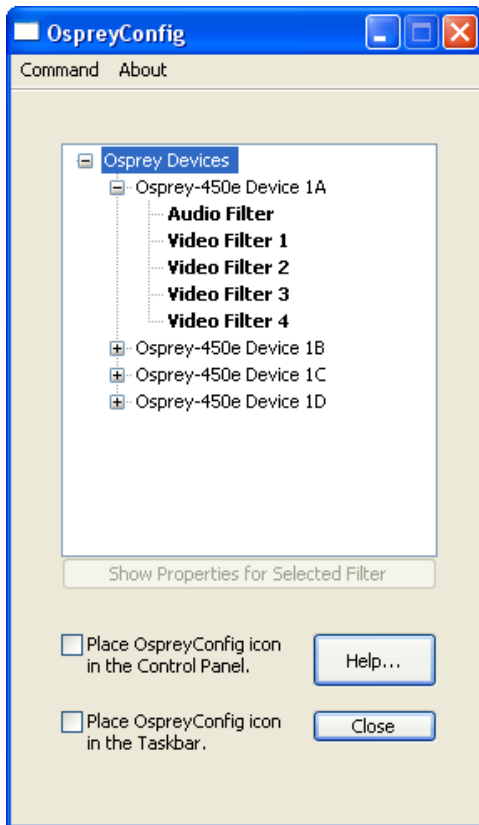 OspreyConfig
Command About
Osprey Devices
Osprey-450e Device 1A
Audio Filter
Video Filter 1
Video Filter 2
Video Filter 3
Video Filter 4
Osprey-450e Device 1B
Osprey-450e Device 1C
Osprey-450e Device 1D
Show Properties for Selected Filter
Place OspreyConfig icon
in the Control Panel.
Help...
Place OspreyConfig icon
in the Taskbar.
Close